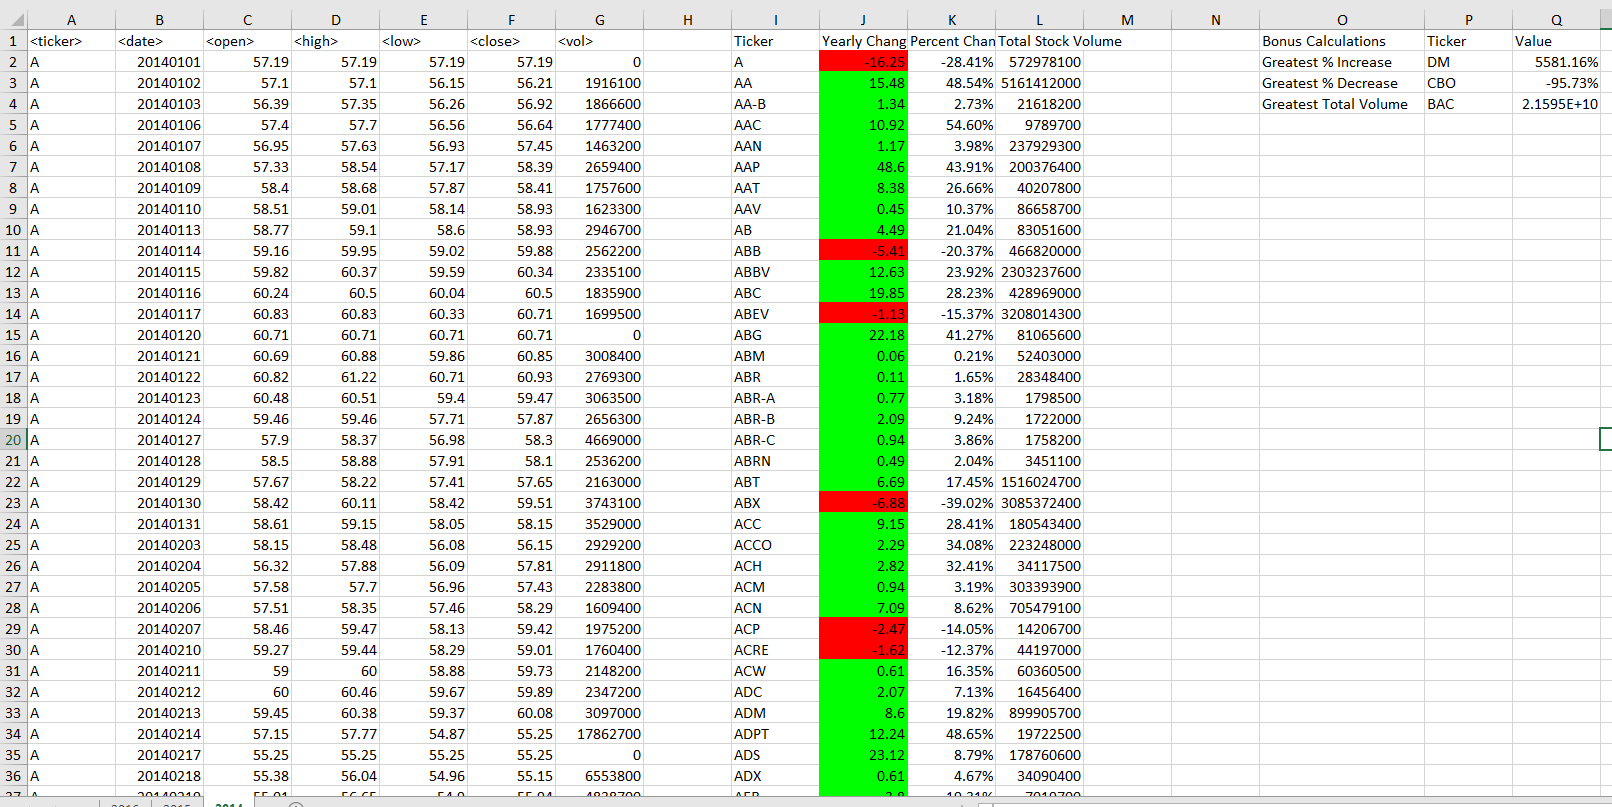 A B C D E F G H I J K L M N O P Q
1 <ticker> <date> <open> <high> <low> <close> <vol> Ticker Yearly Chang Percent Chan Total Stock Volume Bonus Calculations Ticker Value
2 A 20140101 57.19 57.19 57.19 57.19 0 A -16.25 -28.41% 572978100 Greatest % Increase DM 5581.16%
3 A 20140102 57.1 57.1 56.15 56.21 1916100 AA 15.48 48.54% 5161412000 Greatest % Decrease CBO -95.73%
4 A 20140103 56.39 57.35 56.26 56.92 1866600 AA-B 1.34 2.73% 21618200 Greatest Total Volume BAC 2.1595E+10
5 A 20140106 57.4 57.7 56.56 56.64 1777400 AAC 10.92 54.60% 9789700
6 A 20140107 56.95 57.63 56.93 57.45 1463200 AAN 1.17 3.98% 237929300
7 A 20140108 57.33 58.54 57.17 58.39 2659400 AAP 48.6 43.91% 200376400
8 A 20140109 58.4 58.68 57.87 58.41 1757600 AAT 8.38 26.66% 40207800
9 A 20140110 58.51 59.01 58.14 58.93 1623300 AAV 0.45 10.37% 86658700
10 A 20140113 58.77 59.1 58.6 58.93 2946700 AB 4.49 21.04% 83051600
11 A 20140114 59.16 59.95 59.02 59.88 2562200 ABB -5.41 -20.37% 466820000
12 A 20140115 59.82 60.37 59.59 60.34 2335100 ABBV 12.63 23.92% 2303237600
13 A 20140116 60.24 60.5 60.04 60.5 1835900 ABC 19.85 28.23% 428969000
14 A 20140117 60.83 60.83 60.33 60.71 1699500 ABEV -1.13 -15.37% 3208014300
15 A 20140120 60.71 60.71 60.71 60.71 0 ABG 22.18 41.27% 81065600
16 A 20140121 60.69 60.88 59.86 60.85 3008400 ABM 0.06 0.21% 52403000
17 A 20140122 60.82 61.22 60.71 60.93 2769300 ABR 0.11 1.65% 28348400
18 A 20140123 60.48 60.51 59.4 59.47 3063500 ABR-A 0.77 3.18% 1798500
19 A 20140124 59.46 59.46 57.71 57.87 2656300 ABR-B 2.09 9.24% 1722000
20 A 20140127 57.9 58.37 56.98 58.3 4669000 ABR-C 0.94 3.86% 1758200
21 A 20140128 58.5 58.88 57.91 58.1 2536200 ABRN 0.49 2.04% 3451100
22 A 20140129 57.67 58.22 57.41 57.65 2163000 ABT 6.69 17.45% 1516024700
23 A 20140130 58.42 60.11 58.42 59.51 3743100 ABX -6.88 -39.02% 3085372400
24 A 20140131 58.61 59.15 58.05 58.15 3529000 ACC 9.15 28.41% 180543400
25 A 20140203 58.15 58.48 56.08 56.15 2929200 ACCO 2.29 34.08% 223248000
26 A 20140204 56.32 57.88 56.09 57.81 2911800 ACH 2.82 32.41% 34117500
27 A 20140205 57.58 57.7 56.96 57.43 2283800 ACM 0.94 3.19% 303393900
28 A 20140206 57.51 58.35 57.46 58.29 1609400 ACN 7.09 8.62% 705479100
29 A 20140207 58.46 59.47 58.13 59.42 1975200 ACP -2.47 -14.05% 14206700
30 A 20140210 59.27 59.44 58.29 59.01 1760400 ACRE -1.62 -12.37% 44197000
31 A 20140211 59 60 58.88 59.73 2148200 ACW 0.61 16.35% 60360500
32 A 20140212 60 60.46 59.67 59.89 2347200 ADC 2.07 7.13% 16456400
33 A 20140213 59.45 60.38 59.37 60.08 3097000 ADM 8.6 19.82% 899905700
34 A 20140214 57.15 57.77 54.87 55.25 17862700 ADPT 12.24 48.65% 19722500
35 A 20140217 55.25 55.25 55.25 55.25 0 ADS 23.12 8.79% 178760600
36 A 20140218 55.38 56.04 54.96 55.15 6553800 ADX 0.61 4.67% 34090400